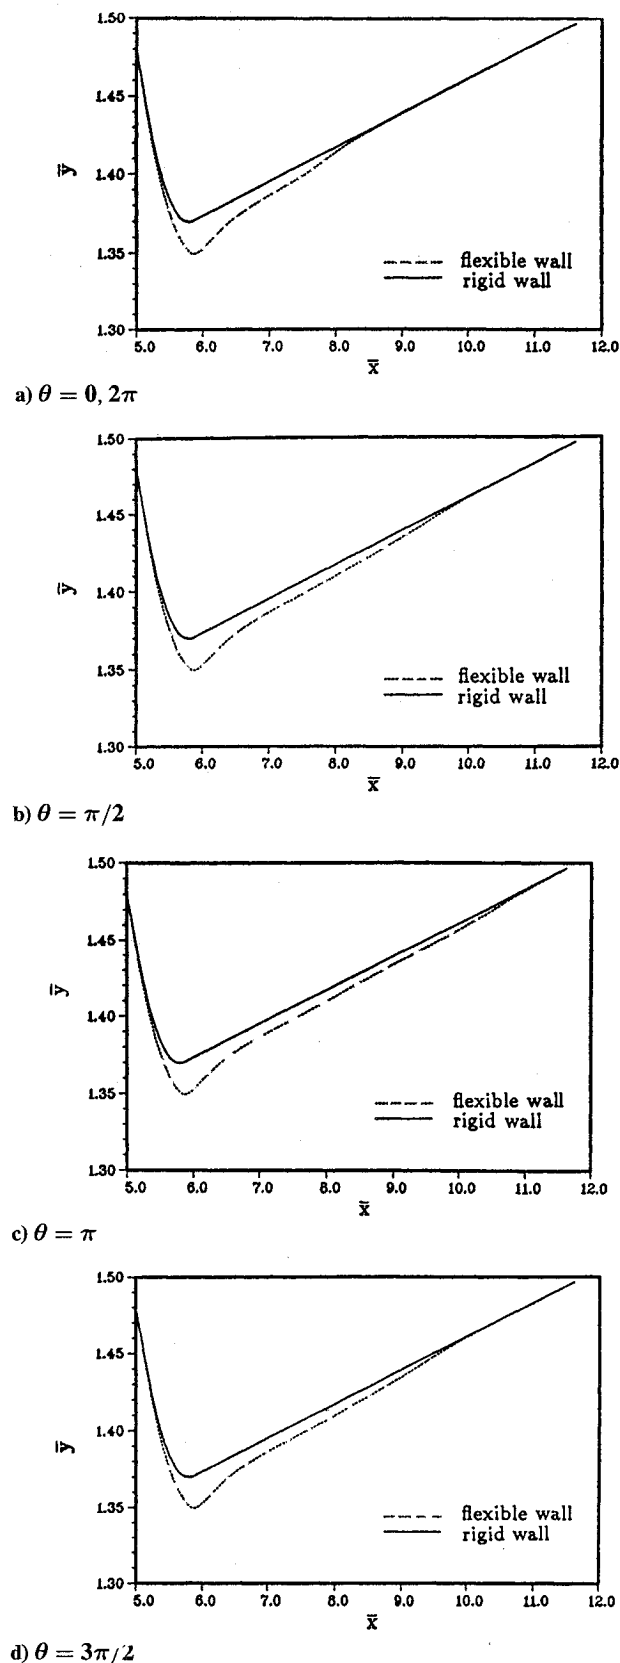 1.50
1.45
1.40
1.35
1.30
ȳ
flexible wall
rigid wall
5.0 6.0 7.0 8.0 9.0 10.0 11.0 12.0
x̄
a) θ = 0, 2π
1.50
1.45
1.40
1.35
1.30
ȳ
flexible wall
rigid wall
5.0 6.0 7.0 8.0 9.0 10.0 11.0 12.0
x̄
b) θ = π/2
1.50
1.45
1.40
1.35
1.30
ȳ
flexible wall
rigid wall
5.0 6.0 7.0 8.0 9.0 10.0 11.0 12.0
x̄
c) θ = π
1.50
1.45
1.40
1.35
1.30
ȳ
flexible wall
rigid wall
5.0 6.0 7.0 8.0 9.0 10.0 11.0 12.0
x̄
d) θ = 3π/2